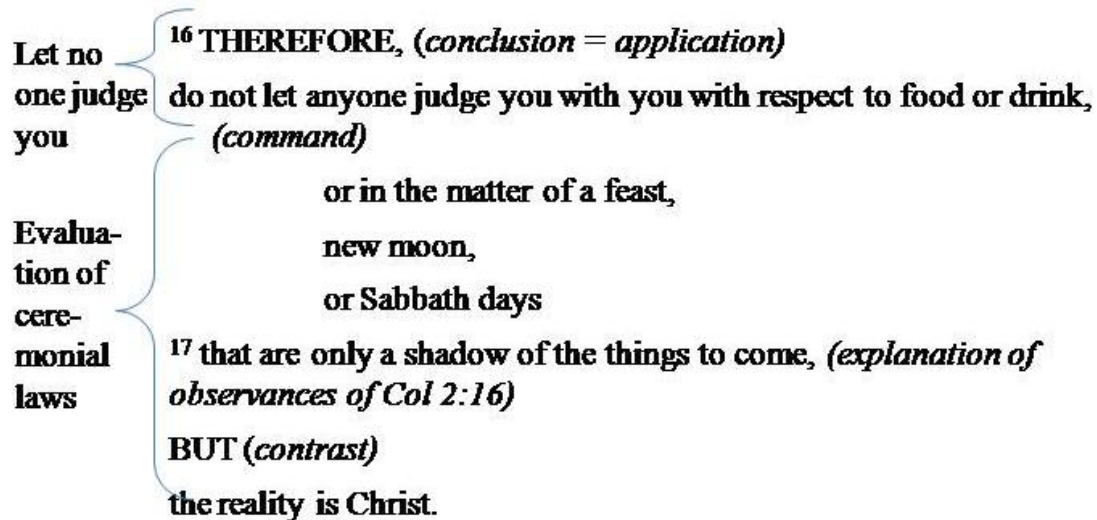 Let no
one judge
you
16 THEREFORE, (conclusion = application)
do not let anyone judge you with you with respect to food or drink,
(command)
or in the matter of a feast,
new moon,
or Sabbath days
Evalua-
tion of
cere-
monial
laws
17 that are only a shadow of the things to come, (explanation of
observances of Col 2:16)
BUT (contrast)
the reality is Christ.